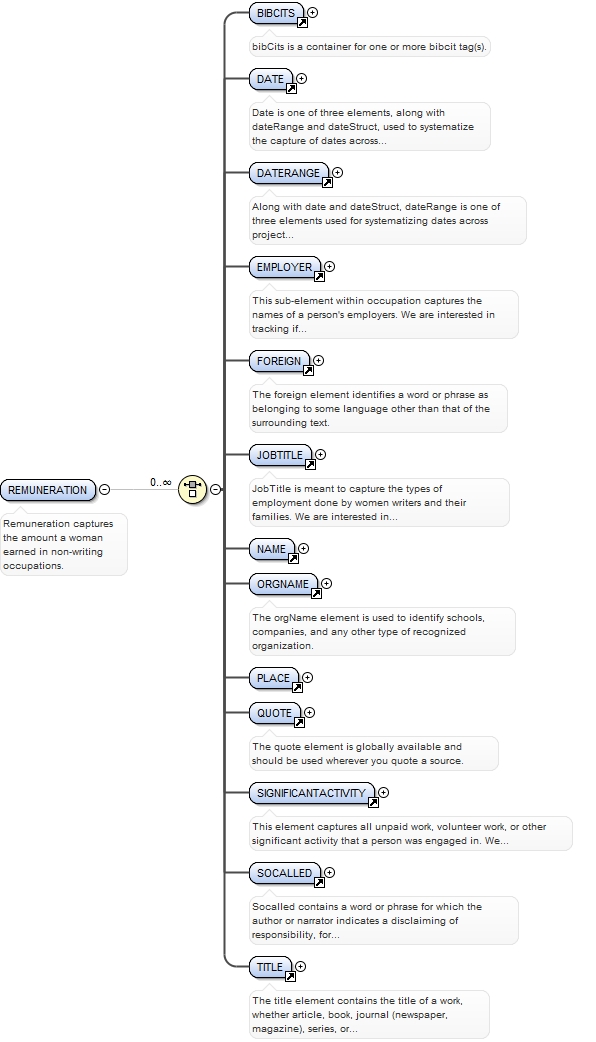 BIBCITS
bibCits is a container for one or more bibcit tag(s).
DATE
Date is one of three elements, along with
dateRange and dateStruct, used to systematize
the capture of dates across...
DATERANGE
Along with date and dateStruct, dateRange is one of
three elements used for systematizing dates across
project...
EMPLOYER
This sub-element within occupation captures the
names of a person's employers. We are interested in
tracking if...
FOREIGN
The foreign element identifies a word or phrase as
belonging to some language other than that of the
surrounding text.
JOBTITLE
JobTitle is meant to capture the types of
employment done by women writers and their
families. We are interested in...
REMUNERATION
0..∞
Remuneration captures
the amount a woman
earned in non-writing
occupations.
NAME
ORGNAME
The orgName element is used to identify schools,
companies, and any other type of recognized
organization.
PLACE
QUOTE
The quote element is globally available and
should be used wherever you quote a source.
SIGNIFICANTACTIVITY
This element captures all unpaid work, volunteer work, or other
significant activity that a person was engaged in. We...
SOCALLED
Socalled contains a word or phrase for which the
author or narrator indicates a disclaiming of
responsibility, for...
TITLE
The title element contains the title of a work,
whether article, book, journal (newspaper,
magazine), series, or...